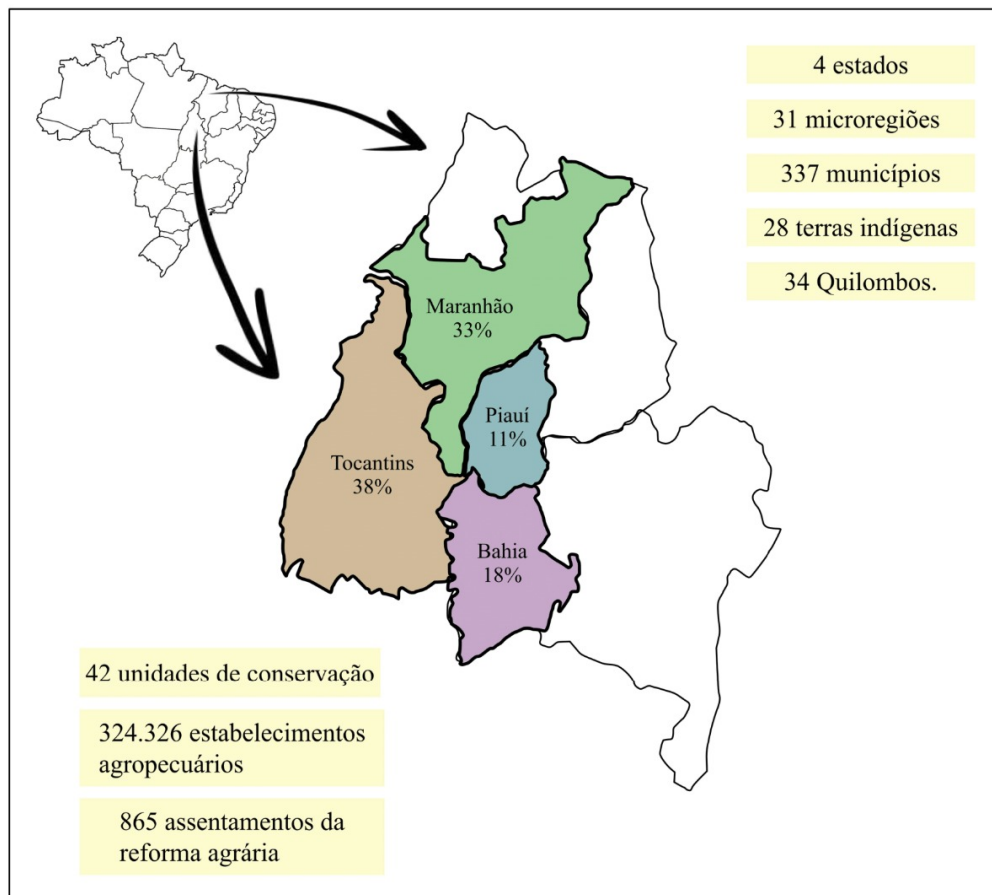 4 estados
31 microregiões
337 municípios
28 terras indígenas
34 Quilombos.
Maranhão
33%
Piauí
11%
Tocantins
38%
Bahia
18%
42 unidades de conservação
324.326 estabelecimentos
agropecuários
865 assentamentos da
reforma agrária